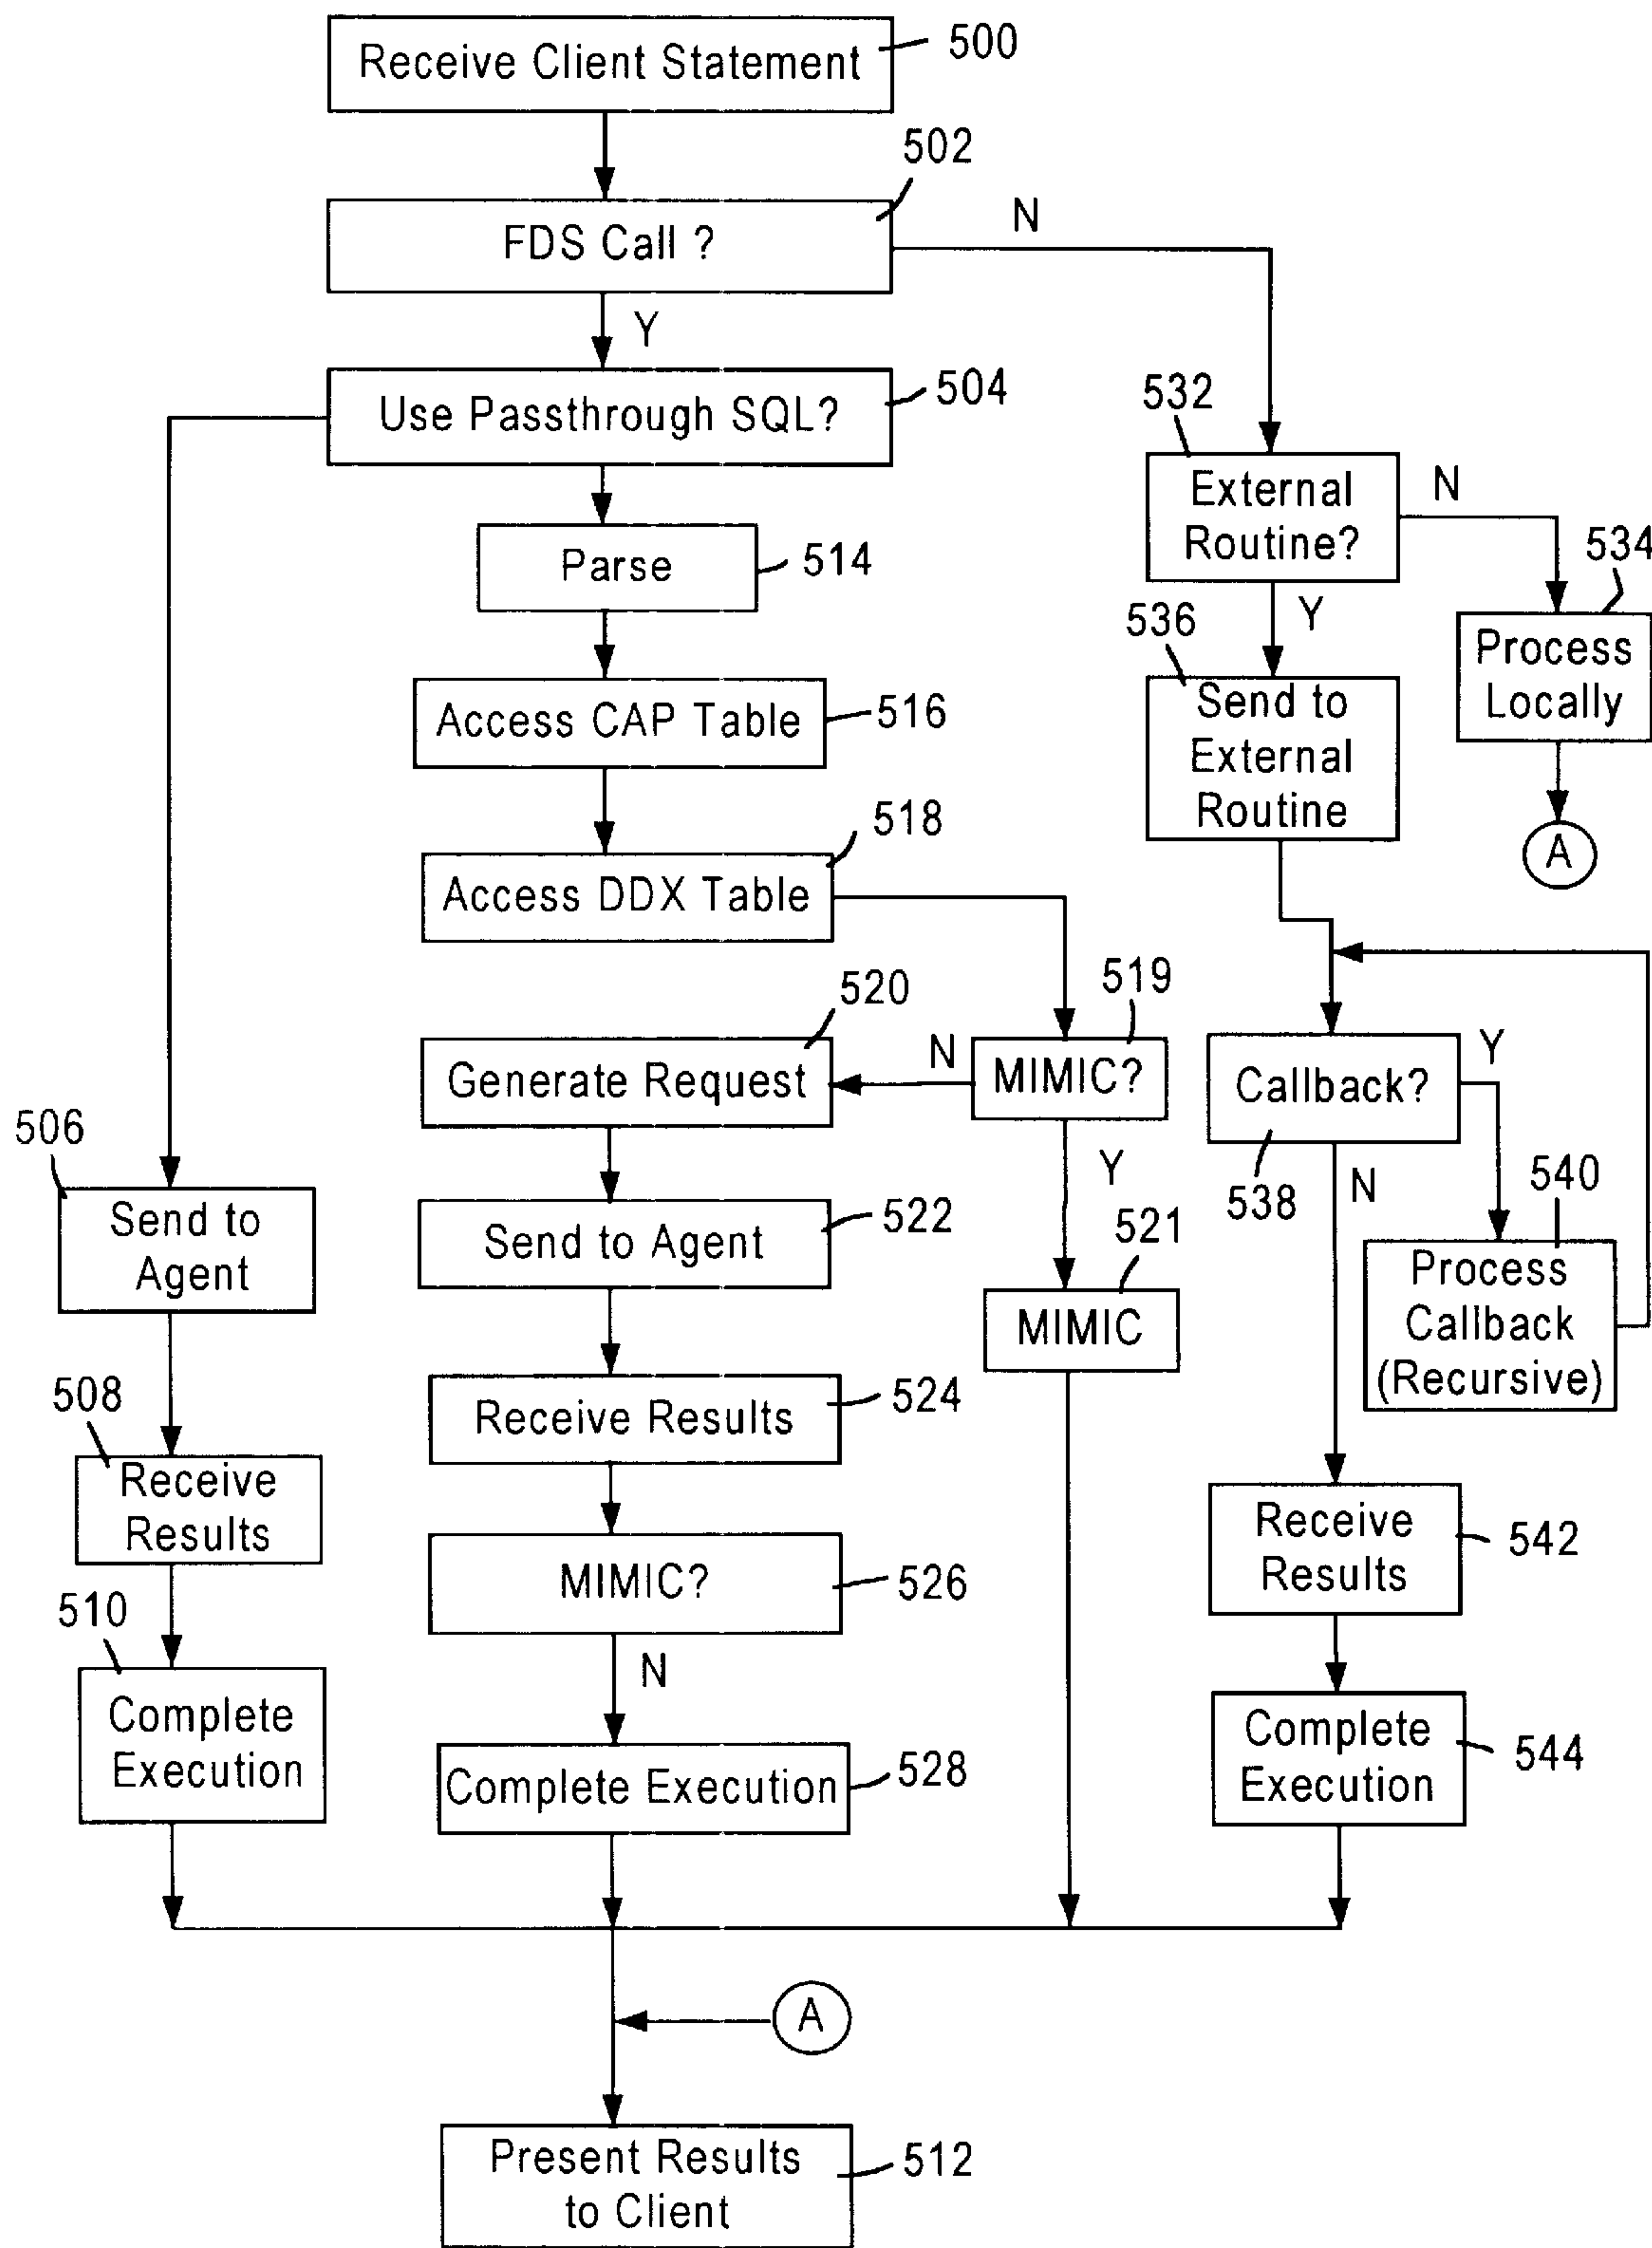 Receive Client Statement
500
502
FDS Call ?
N
Y
Use Passthrough SQL?
504
532
External
Routine?
N
534
Process
Locally
A
Y
536
Send to
External
Routine
Parse
514
Access CAP Table
516
518
Access DDX Table
519
MIMIC?
N
520
Generate Request
Y
521
MIMIC
Callback?
538
Y
540
Process
Callback
(Recursive)
N
506
Send to
Agent
Send to Agent
522
508
Receive
Results
Receive Results
524
MIMIC?
526
N
Receive
Results
542
510
Complete
Execution
Complete Execution
528
Complete
Execution
544
A
Present Results
to Client
512